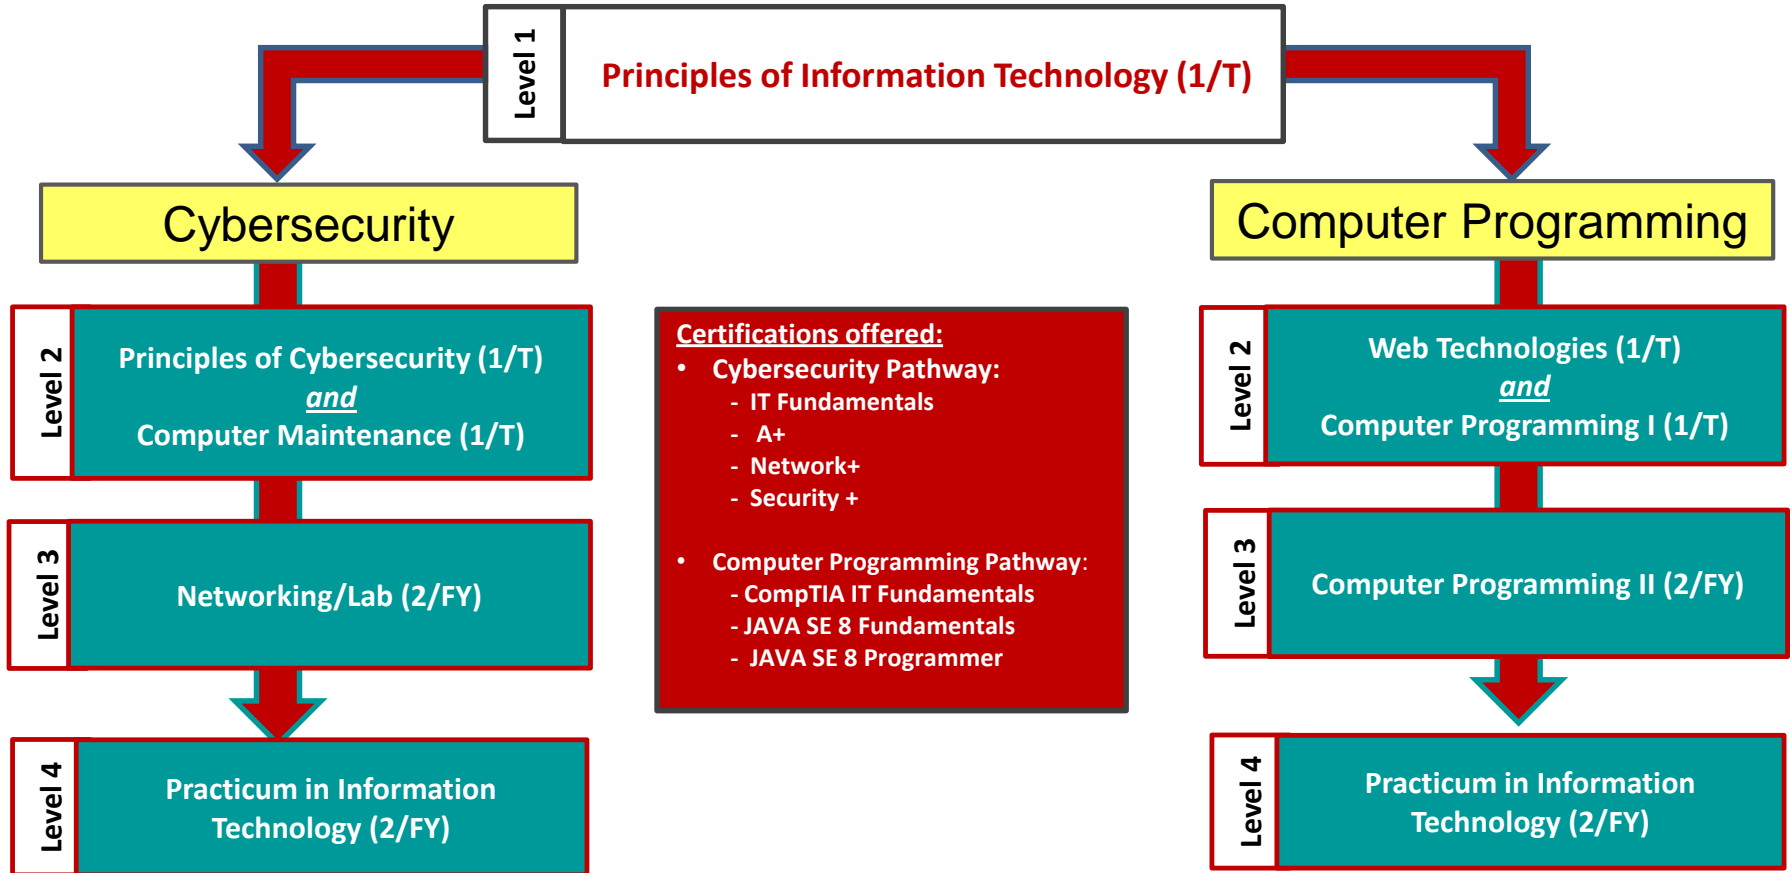 Level 1
Principles of Information Technology (1/T)
Cybersecurity
Level 2
Principles of Cybersecurity (1/T)
and
Computer Maintenance (1/T)
Level 3
Networking/Lab (2/FY)
Level 4
Practicum in Information
Technology (2/FY)
Certifications offered:
• Cybersecurity Pathway:
- IT Fundamentals
- A+
- Network+
- Security +
• Computer Programming Pathway:
- CompTIA IT Fundamentals
- JAVA SE 8 Fundamentals
- JAVA SE 8 Programmer
Computer Programming
Level 2
Web Technologies (1/T)
and
Computer Programming I (1/T)
Level 3
Computer Programming II (2/FY)
Level 4
Practicum in Information
Technology (2/FY)